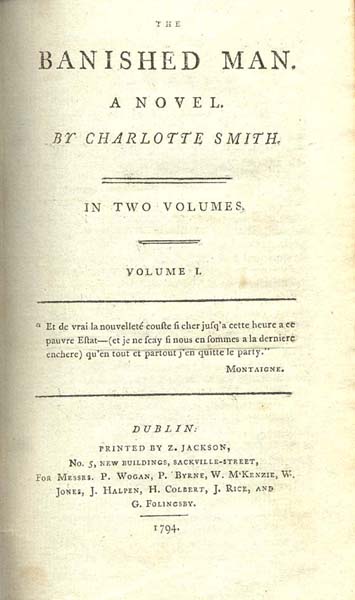 THE
BANISHED MAN.
A NOVEL.
BY CHARLOTTE SMITH.
IN TWO VOLUMES.
VOLUME I.
" Et de vrai la nouvelleté couſte ſi cher juſq'a cette heure a ce
pauvre Eſtat—(et je ne ſcay ſi nous en ſommes a la derniere
enchere) qu'en tout et partout j'en quitte le party."
MONTAIGNE.
DUBLIN:
PRINTED BY Z. JACKSON,
No. 5, NEW BUILDINGS, SACKVILLE-STREET,
FOR MESSES. P. WOGAN, P. BYRNE, W. M'KENZIE, W.
JONES, J. HALPEN, H. COLBERT, J. RICE, AND
G. FOLINGSBY.
1794.